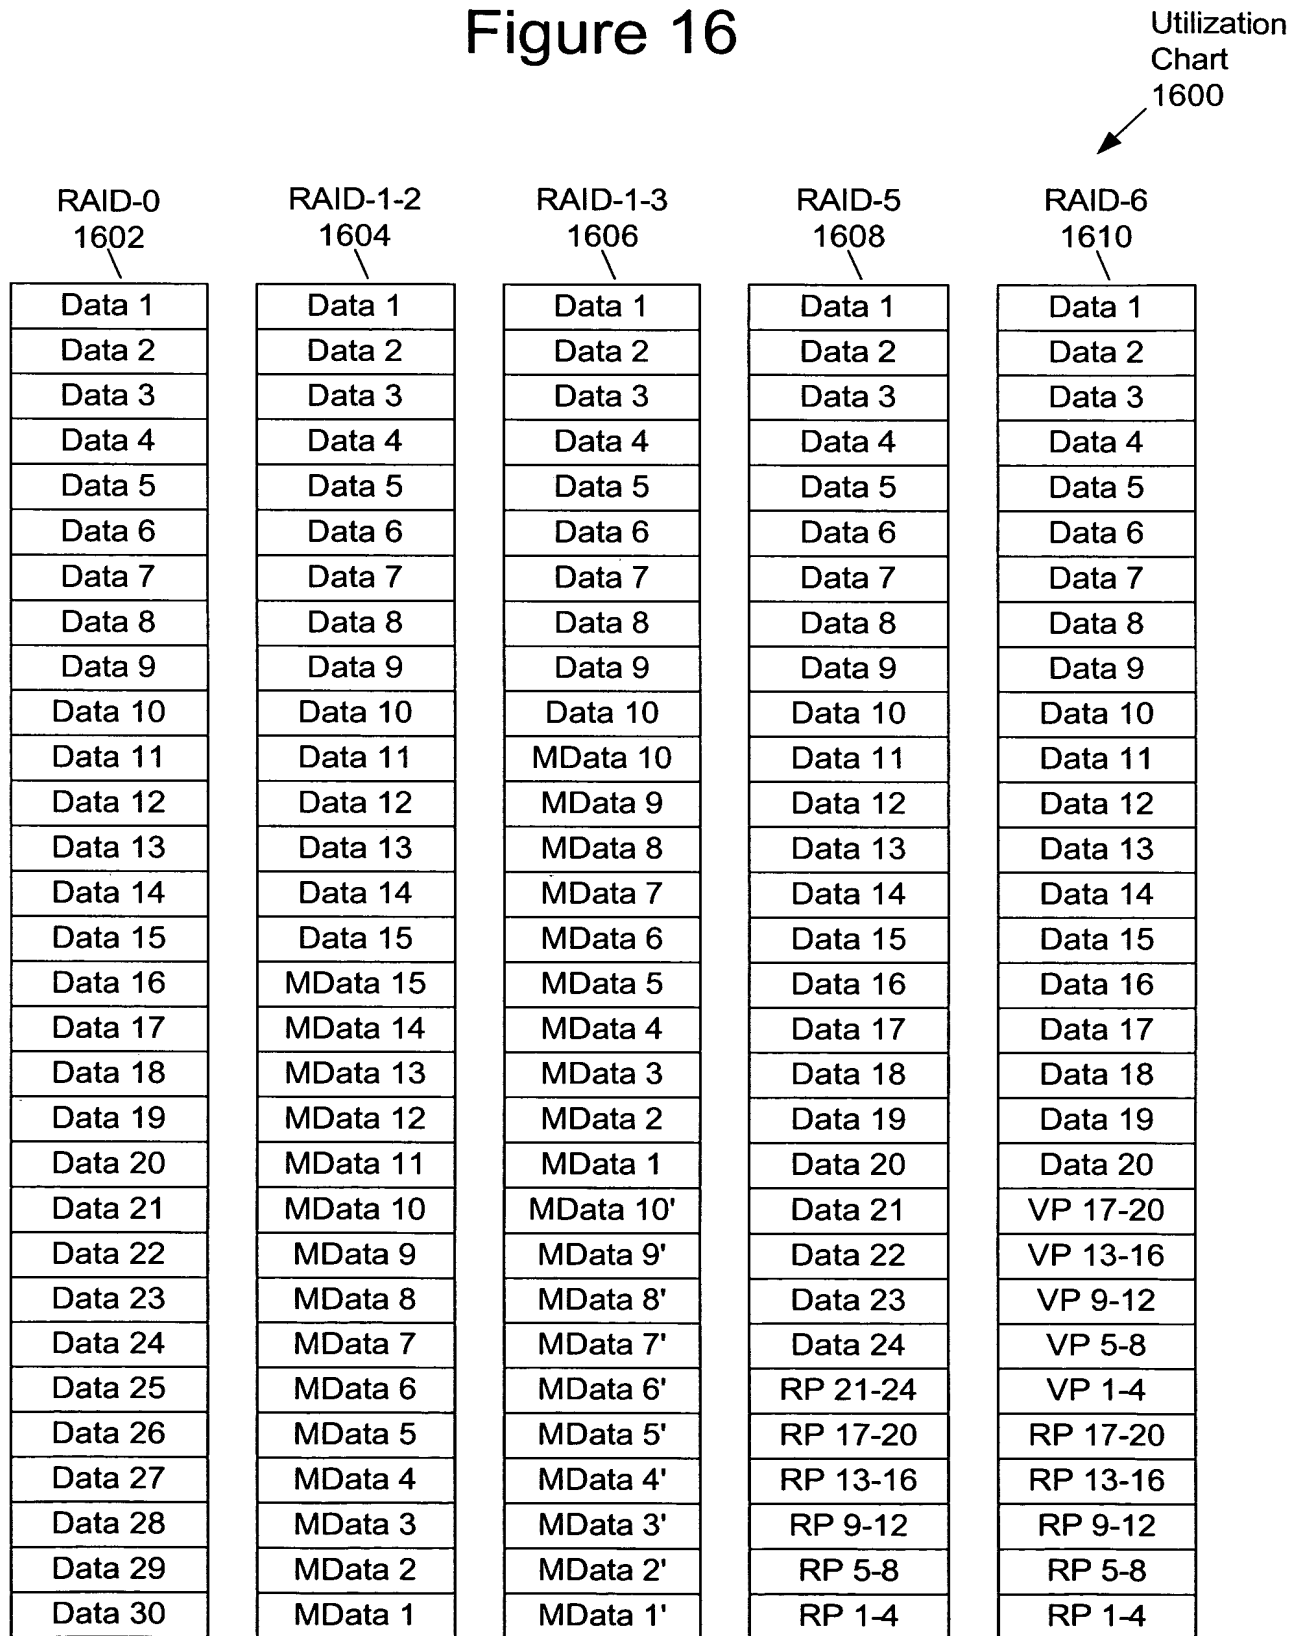 Figure 16
Utilization
Chart
1600
RAID-0 RAID-1-2 RAID-1-3 RAID-5 RAID-6
1602 1604 1606 1608 1610
Data 1 Data 1 Data 1 Data 1 Data 1
Data 2 Data 2 Data 2 Data 2 Data 2
Data 3 Data 3 Data 3 Data 3 Data 3
Data 4 Data 4 Data 4 Data 4 Data 4
Data 5 Data 5 Data 5 Data 5 Data 5
Data 6 Data 6 Data 6 Data 6 Data 6
Data 7 Data 7 Data 7 Data 7 Data 7
Data 8 Data 8 Data 8 Data 8 Data 8
Data 9 Data 9 Data 9 Data 9 Data 9
Data 10 Data 10 Data 10 Data 10 Data 10
Data 11 Data 11 MData 10 Data 11 Data 11
Data 12 Data 12 MData 9 Data 12 Data 12
Data 13 Data 13 MData 8 Data 13 Data 13
Data 14 Data 14 MData 7 Data 14 Data 14
Data 15 Data 15 MData 6 Data 15 Data 15
Data 16 MData 15 MData 5 Data 16 Data 16
Data 17 MData 14 MData 4 Data 17 Data 17
Data 18 MData 13 MData 3 Data 18 Data 18
Data 19 MData 12 MData 2 Data 19 Data 19
Data 20 MData 11 MData 1 Data 20 Data 20
Data 21 MData 10 MData 10' Data 21 VP 17-20
Data 22 MData 9 MData 9' Data 22 VP 13-16
Data 23 MData 8 MData 8' Data 23 VP 9-12
Data 24 MData 7 MData 7' Data 24 VP 5-8
Data 25 MData 6 MData 6' RP 21-24 VP 1-4
Data 26 MData 5 MData 5' RP 17-20 RP 17-20
Data 27 MData 4 MData 4' RP 13-16 RP 13-16
Data 28 MData 3 MData 3' RP 9-12 RP 9-12
Data 29 MData 2 MData 2' RP 5-8 RP 5-8
Data 30 MData 1 MData 1' RP 1-4 RP 1-4